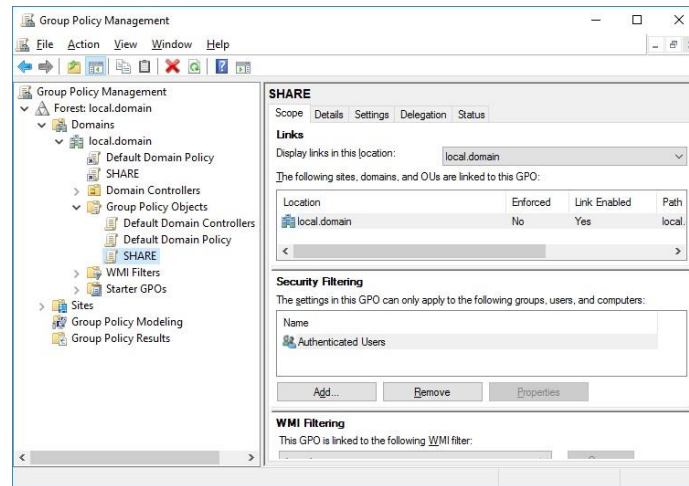 Group Policy Management
File Action View Window Help
Group Policy Management
Forest: local.domain
Domains
local.domain
Default Domain Policy
SHARE
Domain Controllers
Group Policy Objects
Default Domain Controllers
Default Domain Policy
SHARE
WMI Filters
Starter GPOs
Sites
Group Policy Modeling
Group Policy Results
SHARE
Scope Details Settings Delegation Status
Links
Display links in this location: local.domain
The following sites, domains, and OUs are linked to this GPO:
Location Enforced Link Enabled Path
local.domain No Yes local.
Security Filtering
The settings in this GPO can only apply to the following groups, users, and computers:
Name
Authenticated Users
Add... Remove Properties
WMI Filtering
This GPO is linked to the following WMI filter: